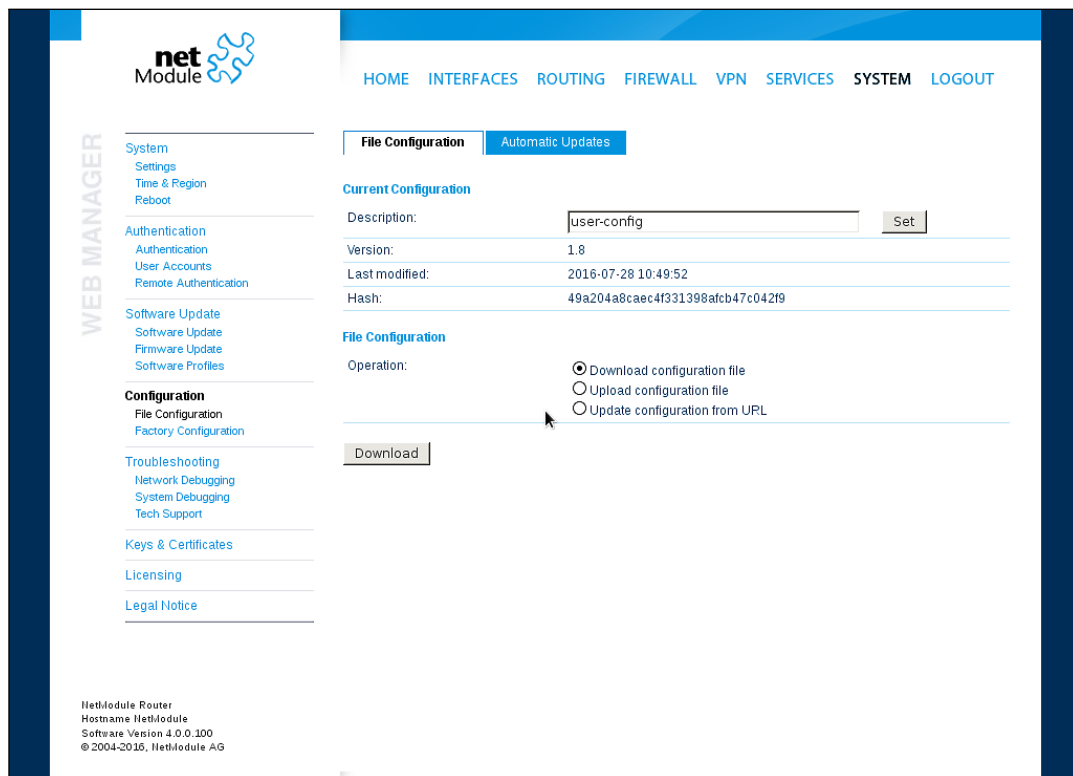 net
Module
HOME INTERFACES ROUTING FIREWALL VPN SERVICES SYSTEM LOGOUT
WEB MANAGER
System
Settings
Time & Region
Reboot
Authentication
Authentication
User Accounts
Remote Authentication
Software Update
Software Update
Firmware Update
Software Profiles
Configuration
File Configuration
Factory Configuration
Troubleshooting
Network Debugging
System Debugging
Tech Support
Keys & Certificates
Licensing
Legal Notice
File Configuration Automatic Updates
Current Configuration
Description: user-config Set
Version: 1.8
Last modified: 2016-07-28 10:49:52
Hash: 49a204a8caec4f331398afcb47c042f9
File Configuration
Operation: Download configuration file
Upload configuration file
Update configuration from URL
Download
NetModule Router
Hostname NetModule
Software Version 4.0.0.100
© 2004-2016, NetModule AG